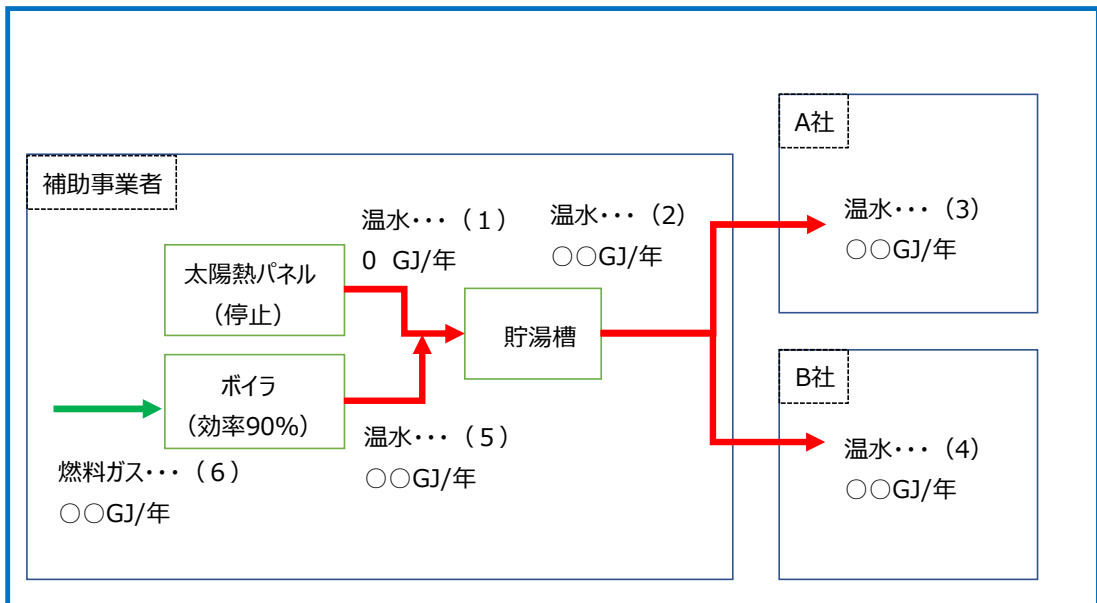 補助事業者
太陽熱パネル
（停止）
温水・・・（１）
0 GJ/年
温水・・・（2）
○○GJ/年
ボイラ
（効率90%）
貯湯槽
温水・・・（５）
○○GJ/年
燃料ガス・・・（６）
○○GJ/年
A社
温水・・・（3）
○○GJ/年
B社
温水・・・（4）
○○GJ/年